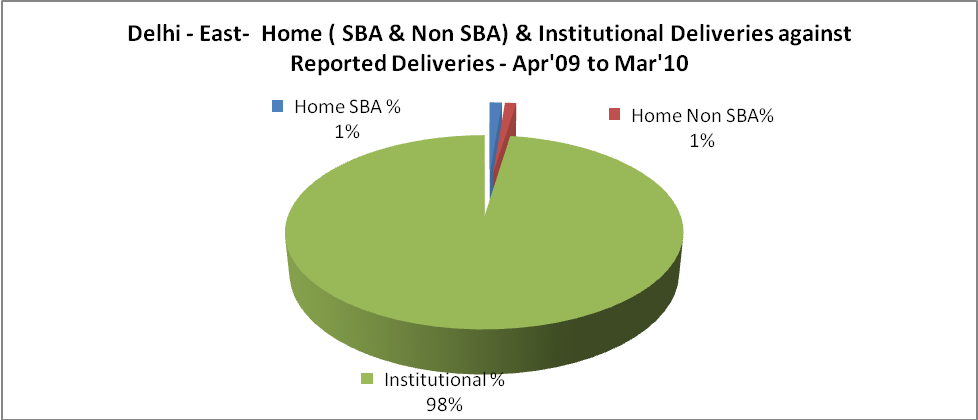 Delhi - East-  Home ( SBA & Non SBA) & Institutional Deliveries against
Reported Deliveries - Apr'09 to Mar'10
Home SBA %
1%
Home Non SBA%
1%
Institutional %
98%